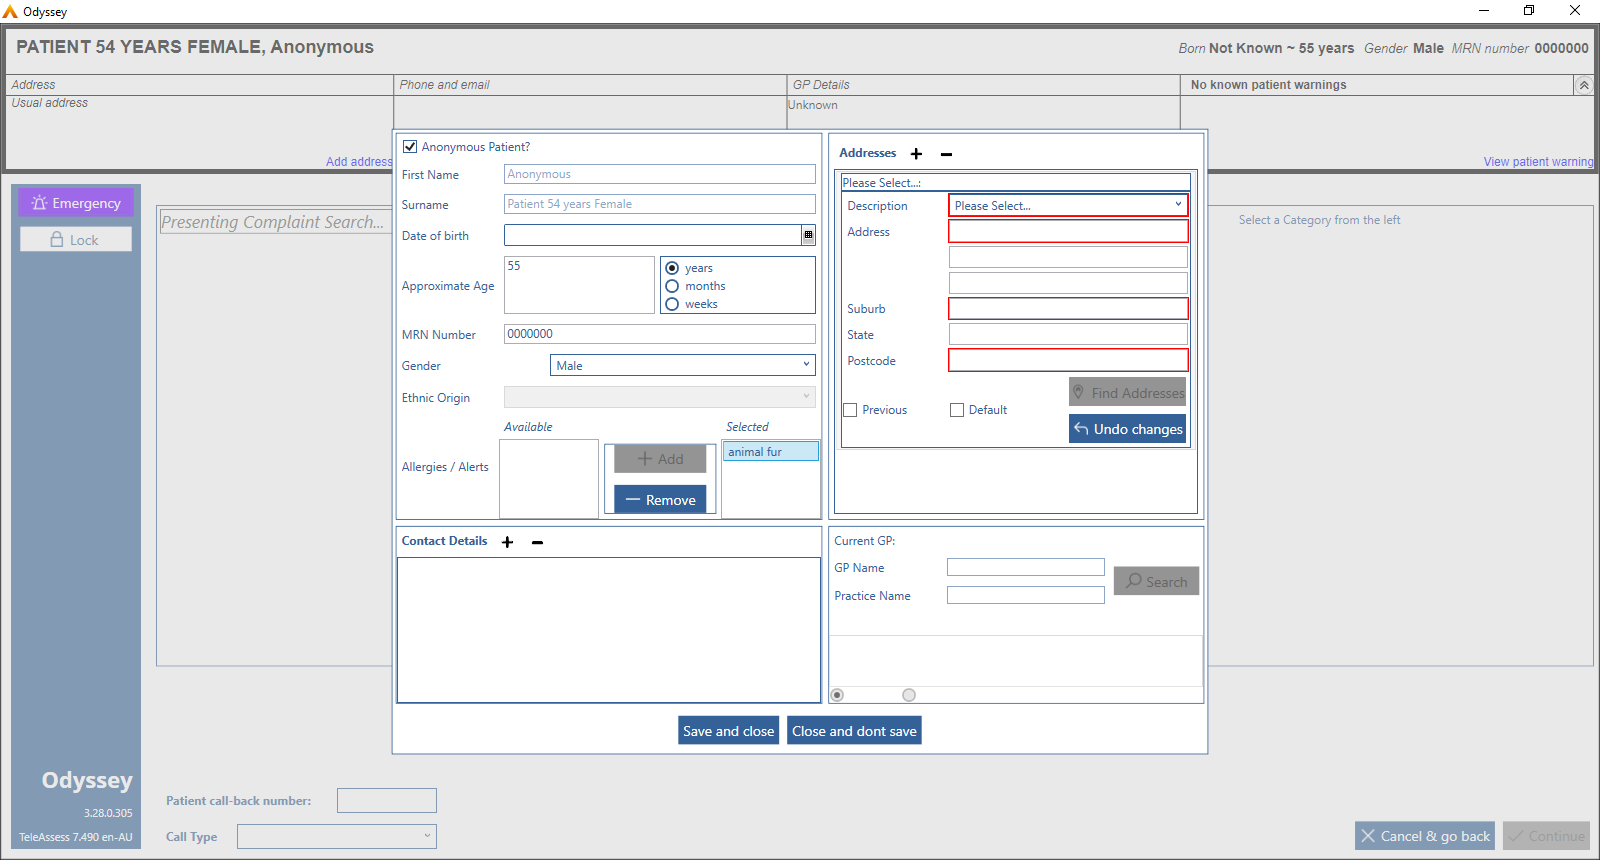 Odyssey
PATIENT 54 YEARS FEMALE, Anonymous
Born Not Known ~ 55 years Gender Male MRN number 0000000
Address
Phone and email
GP Details
No known patient warnings
Usual address
Unknown
Add address
View patient warning
Emergency
Lock
Presenting Complaint Search...
Select a Category from the left
Anonymous Patient?
First Name
Anonymous
Surname
Patient 54 years Female
Date of birth
Approximate Age
55
years
months
weeks
MRN Number
0000000
Gender
Male
Ethnic Origin
Available
Selected
Allergies / Alerts
Add
Remove
animal fur
Addresses
Please Select...:
Description
Please Select...
Address
Suburb
State
Postcode
Find Addresses
Previous
Default
Undo changes
Contact Details
Current GP:
GP Name
Practice Name
Search
Save and close
Close and dont save
Odyssey
3.28.0.305
TeleAssess 7.490 en-AU
Patient call-back number:
Call Type
Cancel & go back
Continue